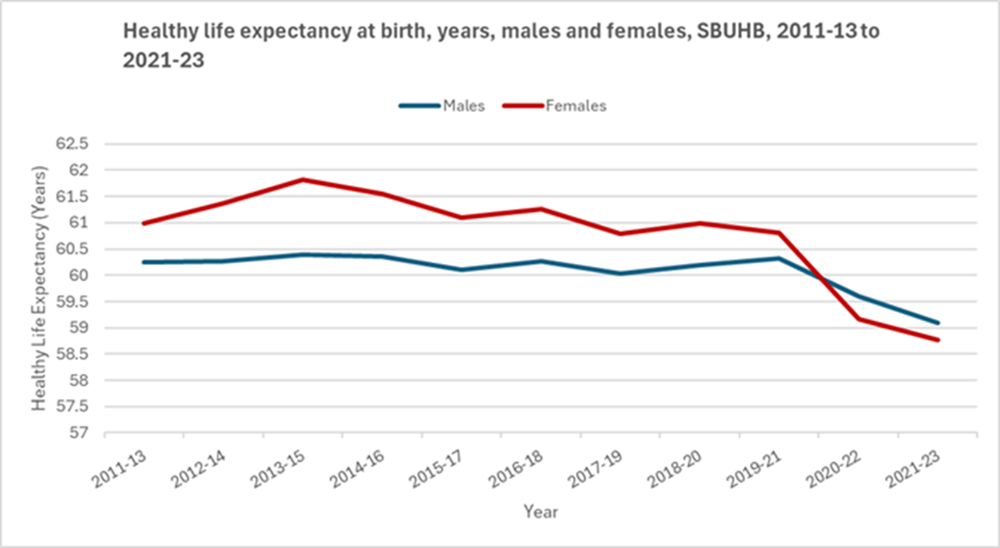 Healthy life expectancy at birth, years, males and females, SBUHB, 2011-13 to
2021-23
Males Females
Healthy Life Expectancy (Years)
62.5
62
61.5
61
60.5
60
59.5
59
58.5
58
57.5
57
2011-13 2012-14 2013-15 2014-16 2015-17 2016-18 2017-19 2018-20 2019-21 2020-22 2021-23
Year